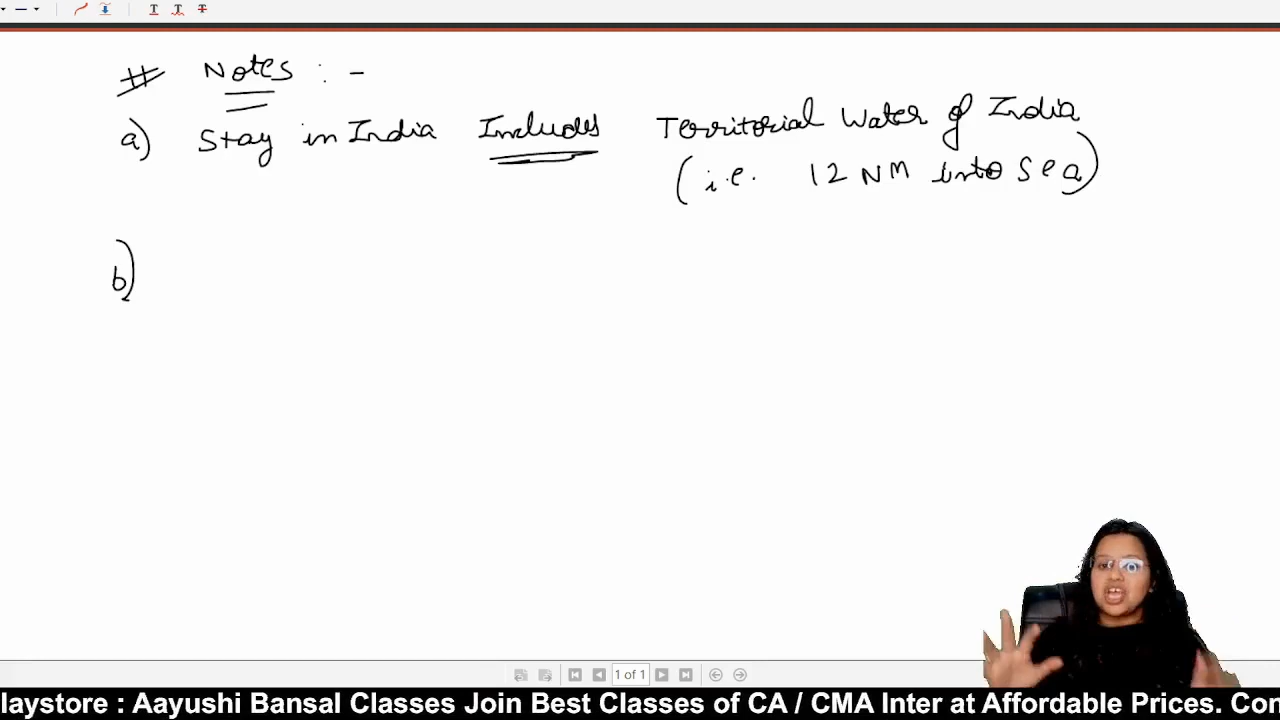 # Notes : -
a) Stay in India Includes Territorial Water of India
(i.e. 12 NM into Sea)
b)
1 of 1
laystore : Aayushi Bansal Classes Join Best Classes of CA / CMA Inter at Affordable Prices. Con